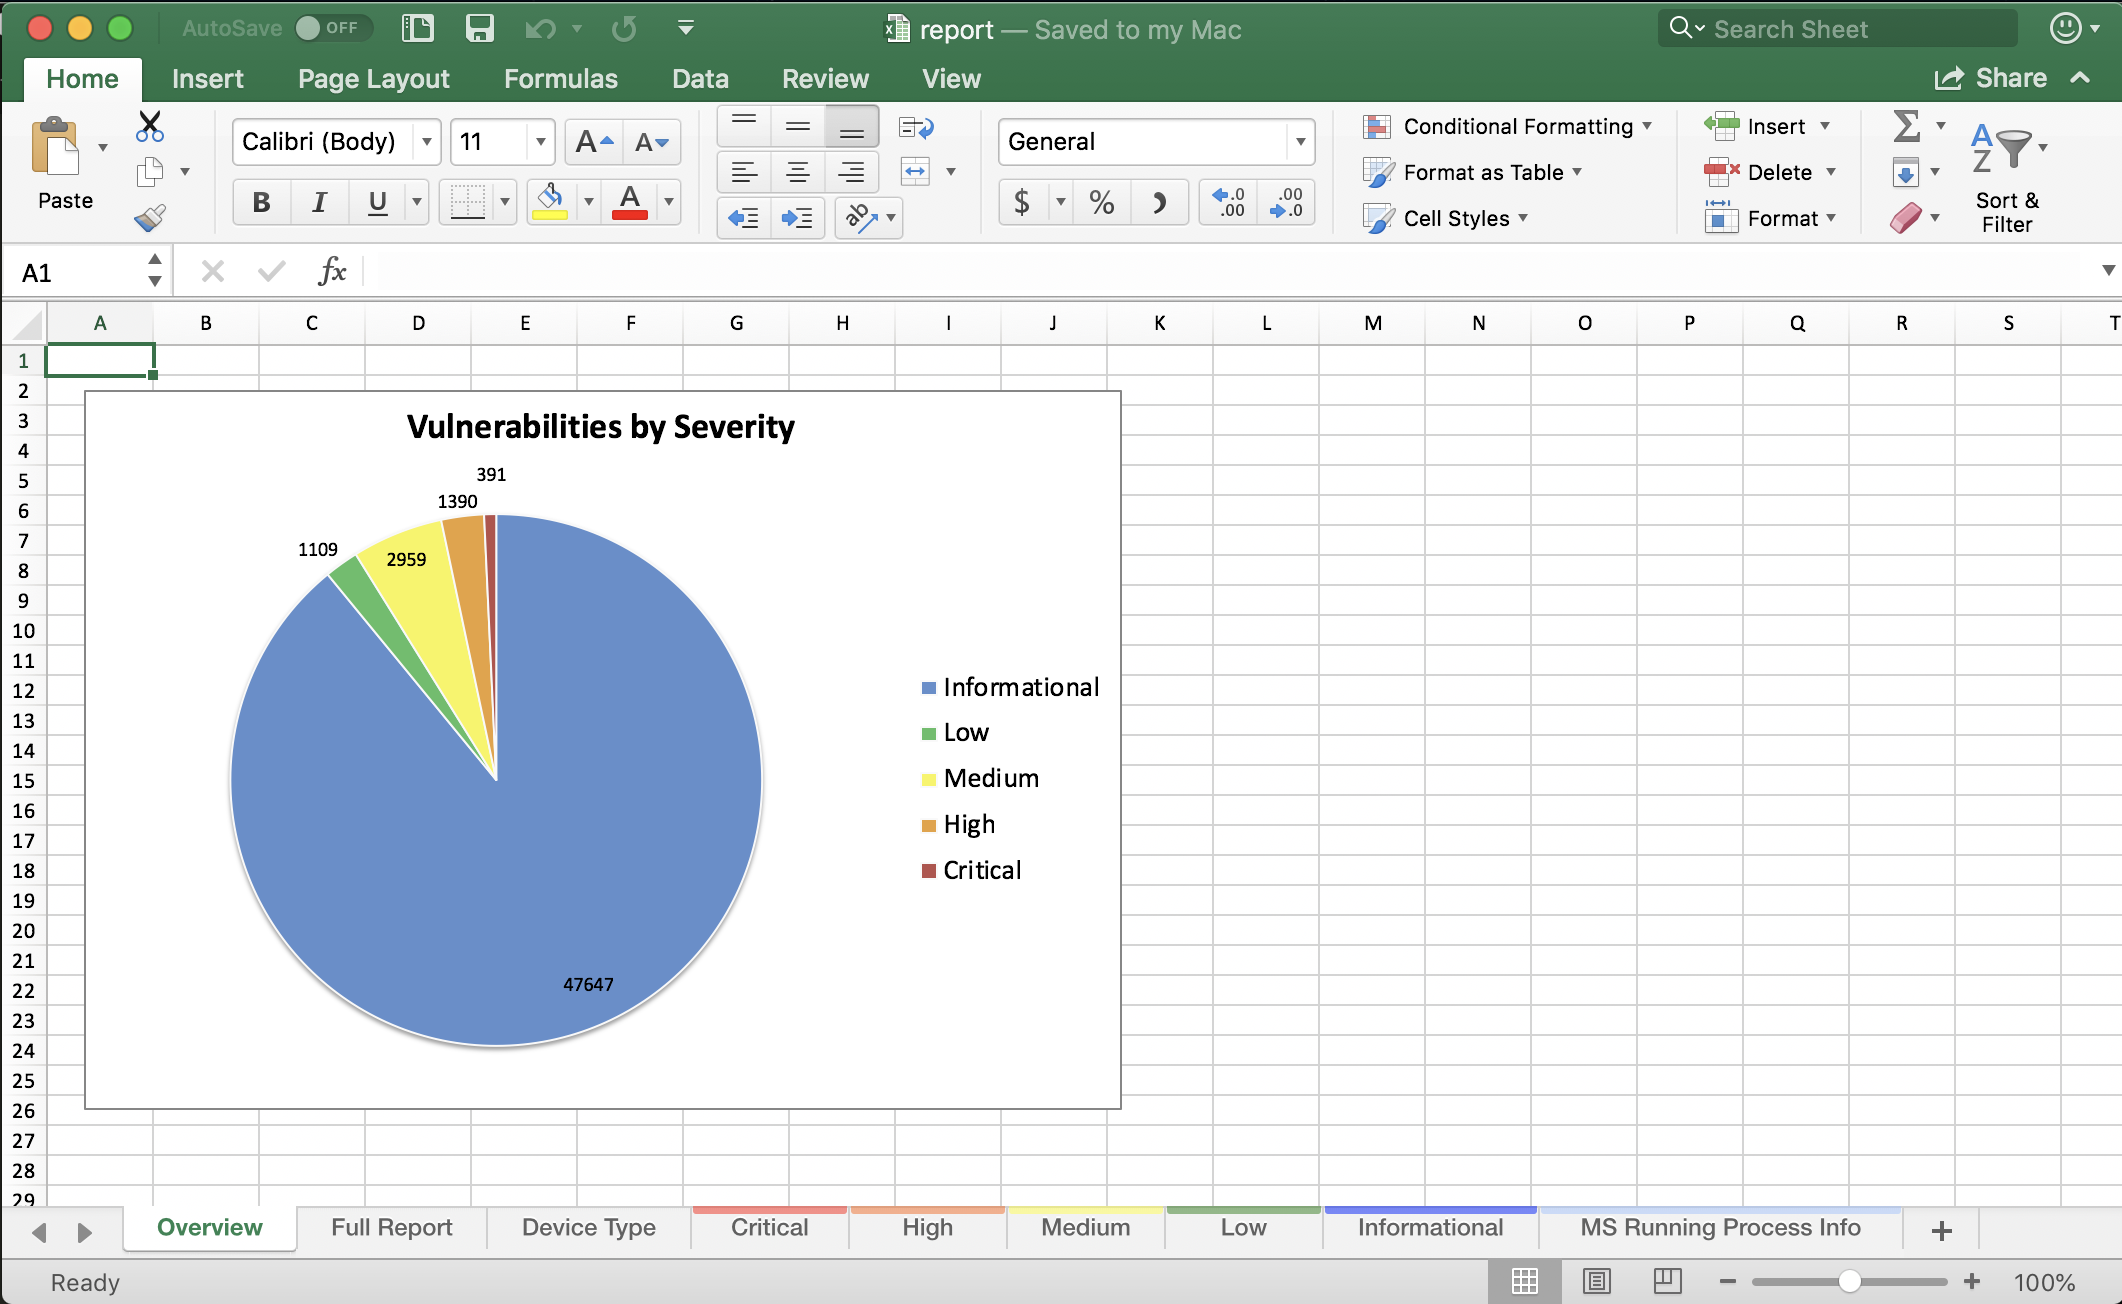 AutoSave OFF
report — Saved to my Mac
Search Sheet
Home Insert Page Layout Formulas Data Review View
Share
Paste
Calibri (Body) 11 A A
B I U A
ab
General
$ % .0 .00 .00 .0
Conditional Formatting
Format as Table
Cell Styles
Insert
Delete
Format
A Z
Sort & Filter
A1 fx
A B C D E F G H I J K L M N O P Q R S T
1
2
3
4
5
6
7
8
9
10
11
12
13
14
15
16
17
18
19
20
21
22
23
24
25
26
27
28
29
Vulnerabilities by Severity
391
1390
1109
2959
47647
Informational
Low
Medium
High
Critical
Overview Full Report Device Type Critical High Medium Low Informational MS Running Process Info +
Ready
100%